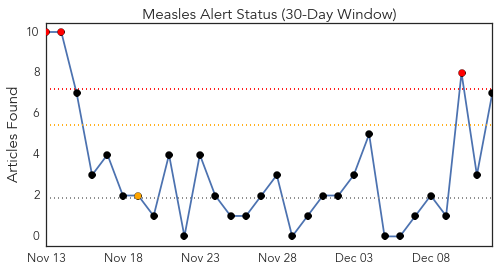 Measles Alert Status (30-Day Window)
Articles Found
10
8
6
4
2
0
Nov 13 Nov 18 Nov 23 Nov 28 Dec 03 Dec 08